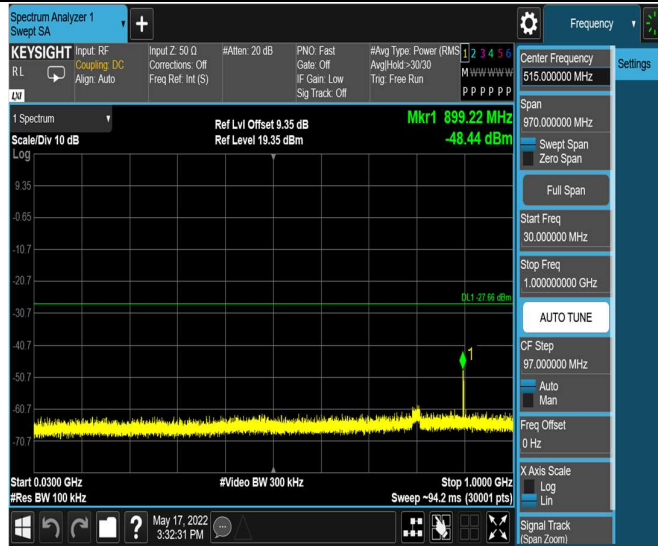 Spectrum Analyzer 1
Swept SA
Frequency
KEYSIGHT
RL
LXI
Input: RF
Coupling: DC
Align: Auto
Input Z: 50 Ω
Corrections: Off
Freq Ref: Int (S)
#Atten: 20 dB
PNO: Fast
Gate: Off
IF Gain: Low
Sig Track: Off
#Avg Type: Power (RMS
Avg|Hold:>30/30
Trig: Free Run
1 2 3 4 5 6
M W W W W W
P P P P P P
1 Spectrum
Scale/Div 10 dB
Log
Ref Lvl Offset 9.35 dB
Ref Level 19.35 dBm
Mkr1 899.22 MHz
-48.44 dBm
9.35
-0.65
-10.7
-20.7
DL1 -27.66 dBm
-30.7
-40.7
1
-50.7
-60.7
-70.7
Start 0.0300 GHz
#Res BW 100 kHz
#Video BW 300 kHz
Stop 1.0000 GHz
Sweep ~94.2 ms (30001 pts)
May 17, 2022
3:32:31 PM
Center Frequency
515.000000 MHz
Settings
Span
970.000000 MHz
Swept Span
Zero Span
Full Span
Start Freq
30.000000 MHz
Stop Freq
1.000000000 GHz
AUTO TUNE
CF Step
97.000000 MHz
Auto
Man
Freq Offset
0 Hz
X Axis Scale
Log
Lin
Signal Track
(Span Zoom)